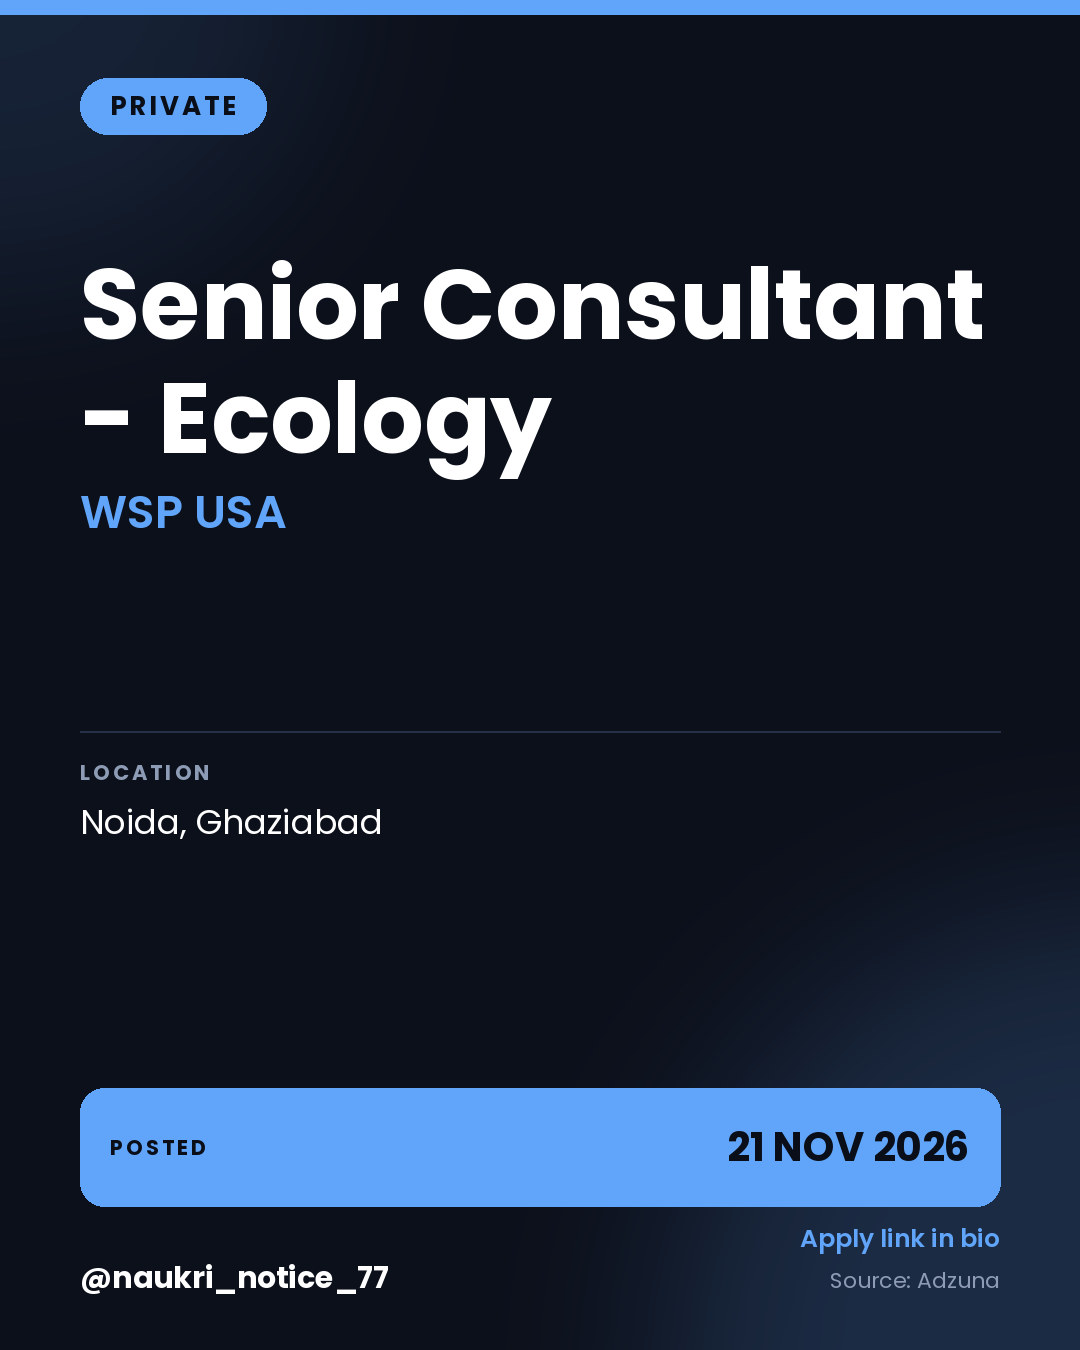 PRIVATE
Senior Consultant
- Ecology
WSP USA
LOCATION
Noida, Ghaziabad
POSTED
21 NOV 2026
Apply link in bio
@naukri_notice_77
Source: Adzuna